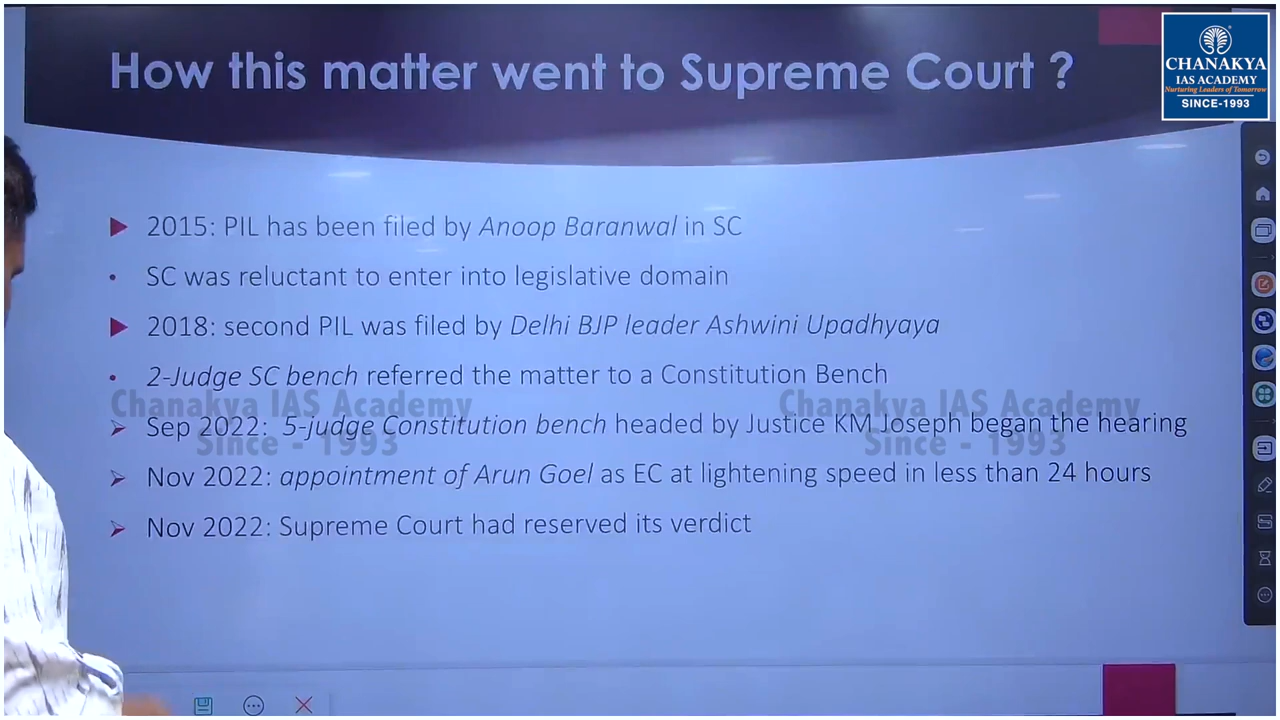 How this matter went to Supreme Court ?
CHANAKYA
IAS ACADEMY
Nurturing Leaders of Tomorrow
SINCE-1993
2015: PIL has been filed by Anoop Baranwal in SC
SC was reluctant to enter into legislative domain
2018: second PIL was filed by Delhi BJP leader Ashwini Upadhyaya
2-Judge SC bench referred the matter to a Constitution Bench
Chanakya IAS Academy
Since - 1993
Chanakya IAS Academy
Since - 1993
Sep 2022: 5-judge Constitution bench headed by Justice KM Joseph began the hearing
Nov 2022: appointment of Arun Goel as EC at lightening speed in less than 24 hours
Nov 2022: Supreme Court had reserved its verdict